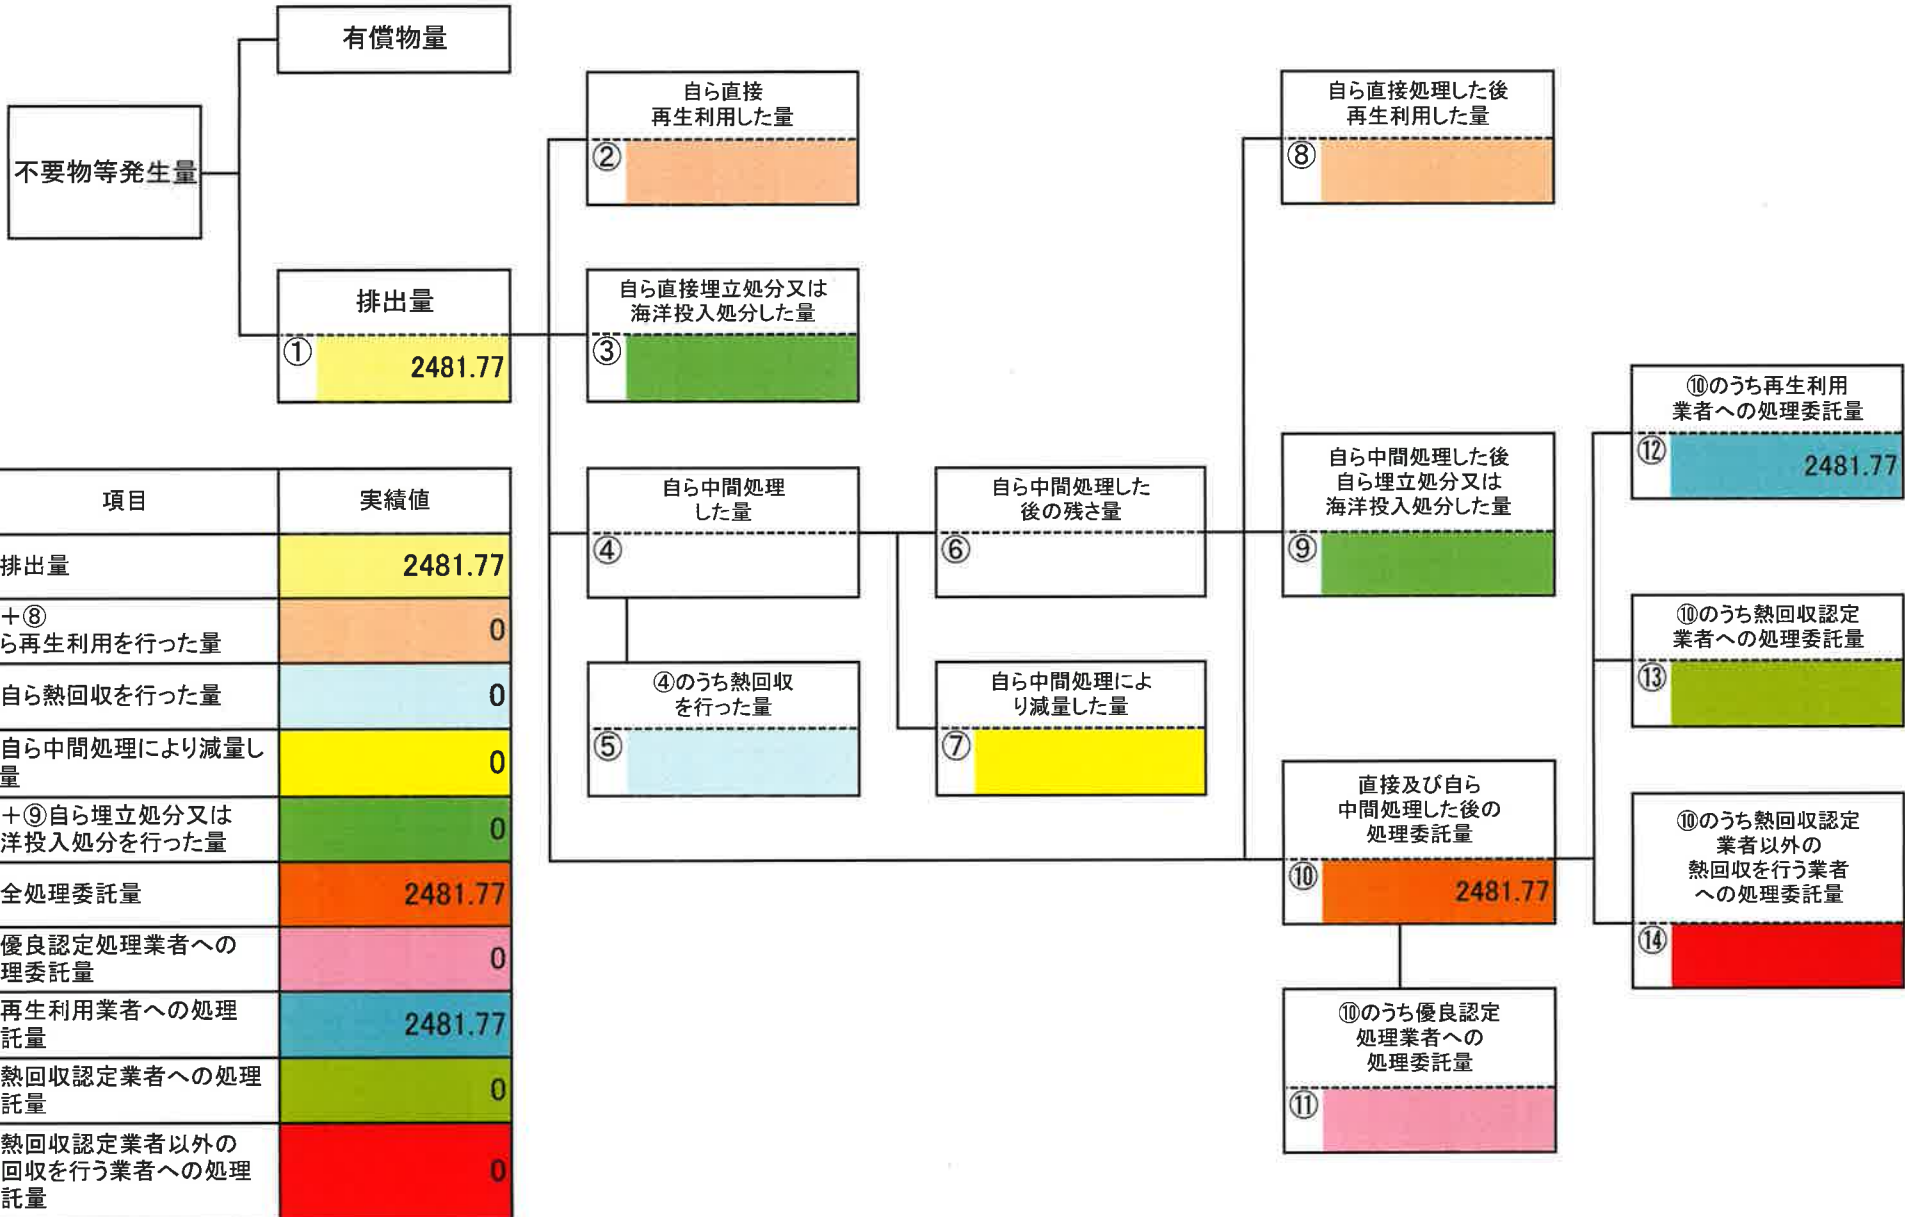 有償物量
不要物等発生量
排出量
① 2481.77
自ら直接
再生利用した量
②
自ら直接埋立処分又は
海洋投入処分した量
③
自ら中間処理
した量
④
④のうち熱回収
を行った量
⑤
自ら中間処理した
後の残さ量
⑥
自ら中間処理によ
り減量した量
⑦
自ら直接処理した後
再生利用した量
⑧
自ら中間処理した後
自ら埋立処分又は
海洋投入処分した量
⑨
直接及び自ら
中間処理した後の
処理委託量
⑩ 2481.77
⑩のうち優良認定
処理業者への
処理委託量
⑪
⑩のうち再生利用
業者への処理委託量
⑫ 2481.77
⑩のうち熱回収認定
業者への処理委託量
⑬
⑩のうち熱回収認定
業者以外の
熱回収を行う業者
への処理委託量
⑭
項目 実績値
排出量 2481.77
+⑧
ら再生利用を行った量 0
自ら熱回収を行った量 0
自ら中間処理により減量し
量 0
+⑨自ら埋立処分又は
洋投入処分を行った量 0
全処理委託量 2481.77
優良認定処理業者への
理委託量 0
再生利用業者への処理
託量 2481.77
熱回収認定業者への処理
託量 0
熱回収認定業者以外の
回収を行う業者への処理
託量 0